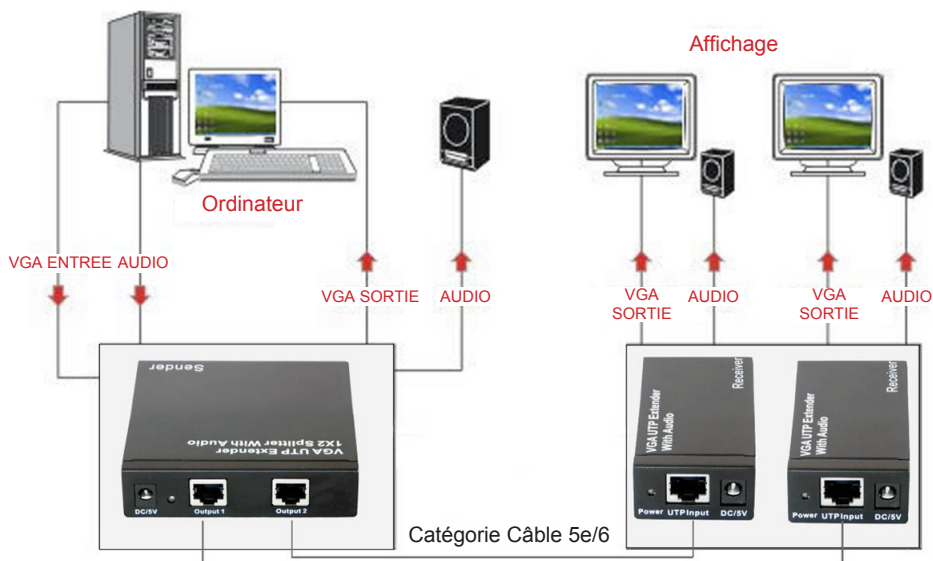 Affichage
Ordinateur
VGA ENTREE AUDIO
VGA SORTIE
AUDIO
VGA
SORTIE
AUDIO
VGA
SORTIE
AUDIO
Sender
VGA UTP Extender
1X2 Splitter With Audio
DC/5V
Output 1
Output 2
Catégorie Câble 5e/6
VGA UTP Extender
With Audio
Receiver
Power UTP Input DC/5V
VGA UTP Extender
With Audio
Receiver
Power UTP Input DC/5V